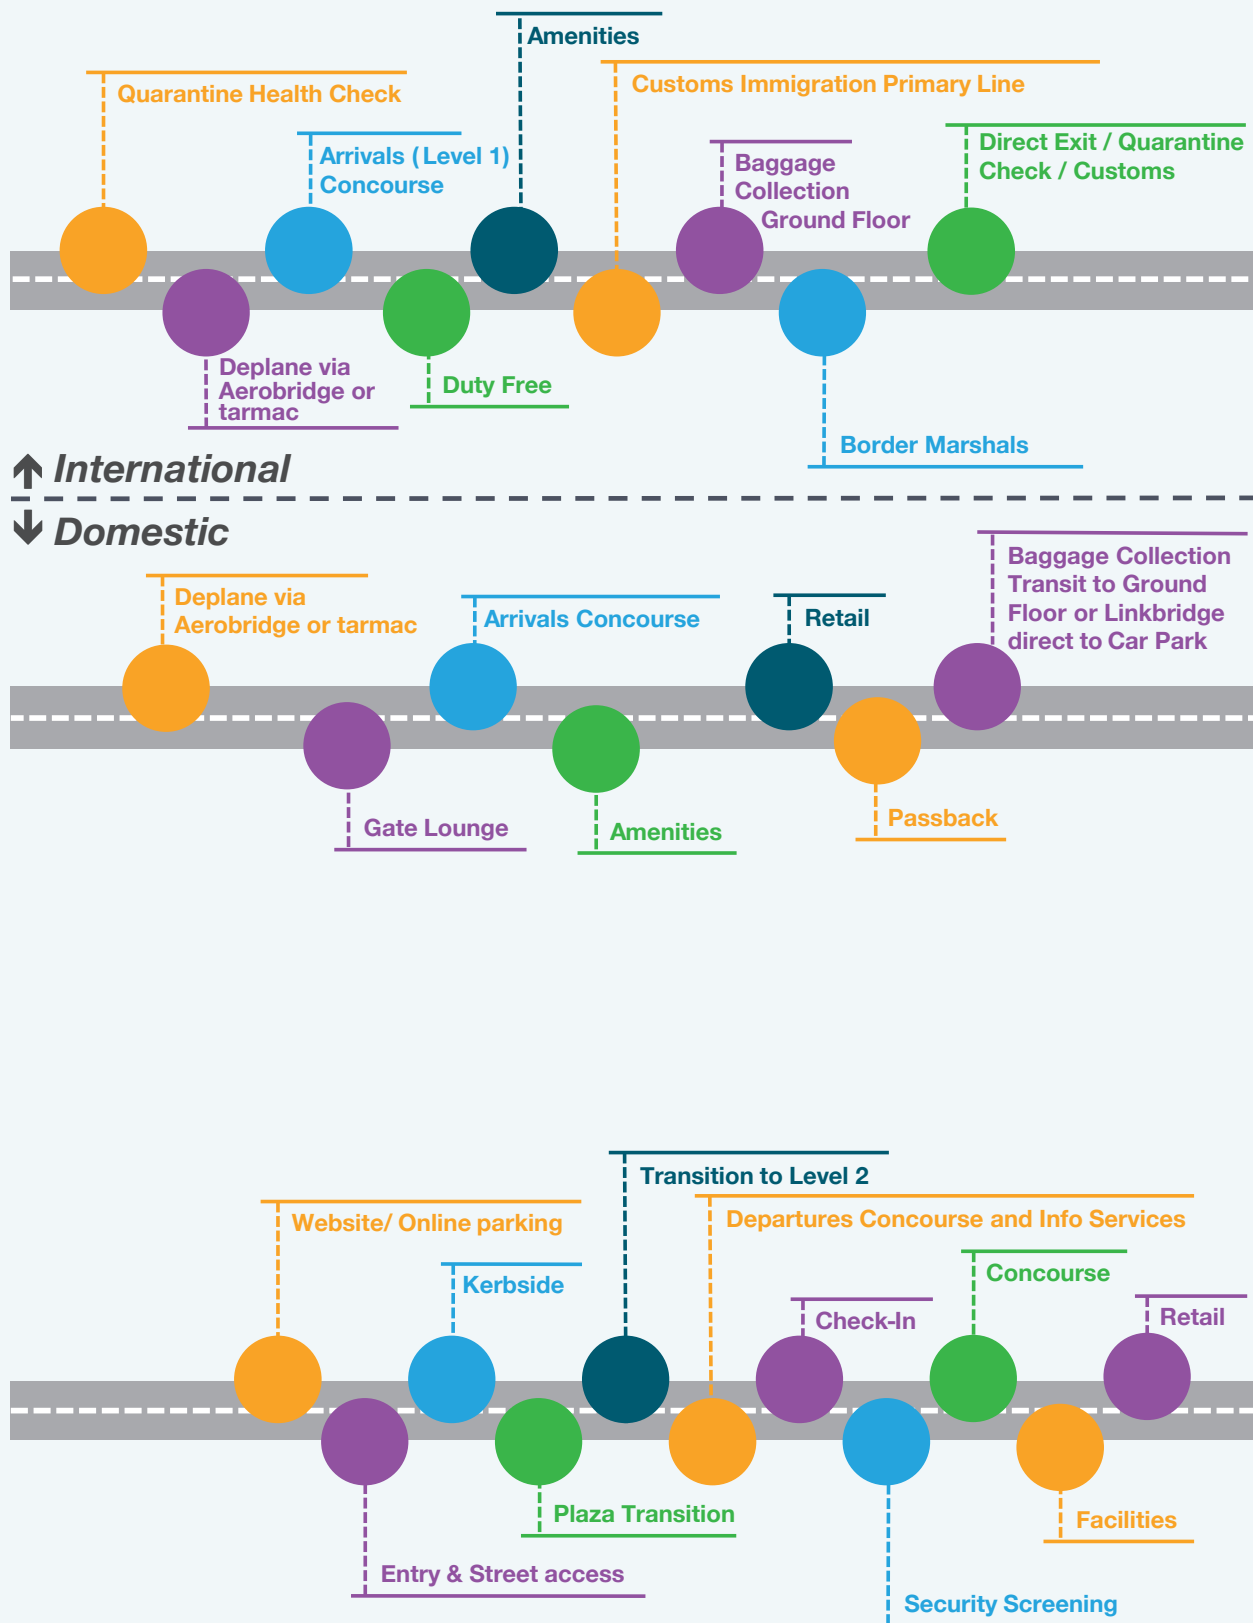 Amenities
Quarantine Health Check
Customs Immigration Primary Line
Arrivals (Level 1)
Concourse
Baggage
Collection
Ground Floor
Direct Exit / Quarantine
Check / Customs
Deplane via
Aerobridge or
tarmac
Duty Free
Border Marshals
International
Domestic
Deplane via
Aerobridge or tarmac
Arrivals Concourse
Retail
Baggage Collection
Transit to Ground
Floor or Linkbridge
direct to Car Park
Gate Lounge
Amenities
Passback
Transition to Level 2
Website/ Online parking
Departures Concourse and Info Services
Kerbside
Concourse
Check-In
Retail
Plaza Transition
Facilities
Entry & Street access
Security Screening